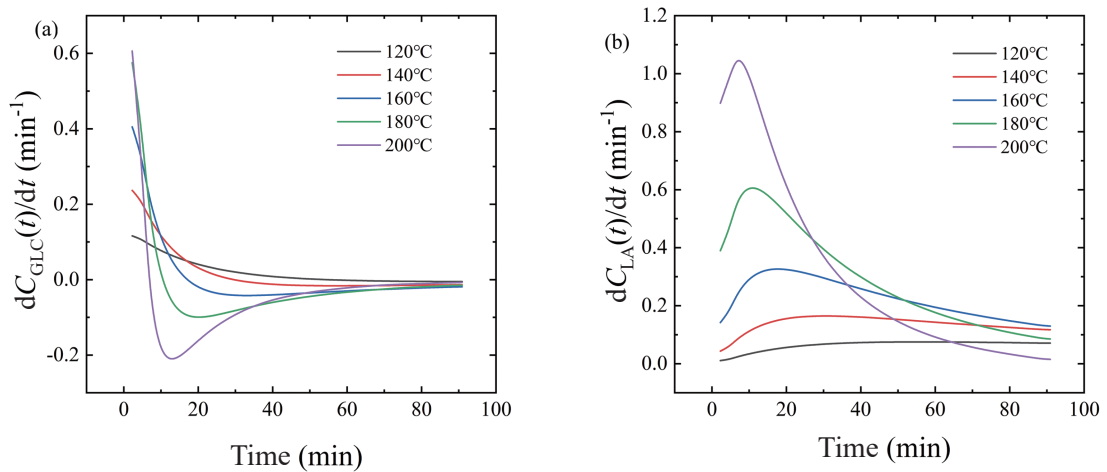 (a)
dC_GLC(t)/dt (min⁻¹)
0.6
0.4
0.2
0.0
-0.2
120℃
140℃
160℃
180℃
200℃
0 20 40 60 80 100
Time (min)
(b)
dC_LA(t)/dt (min⁻¹)
1.2
1.0
0.8
0.6
0.4
0.2
0.0
120℃
140℃
160℃
180℃
200℃
0 20 40 60 80 100
Time (min)